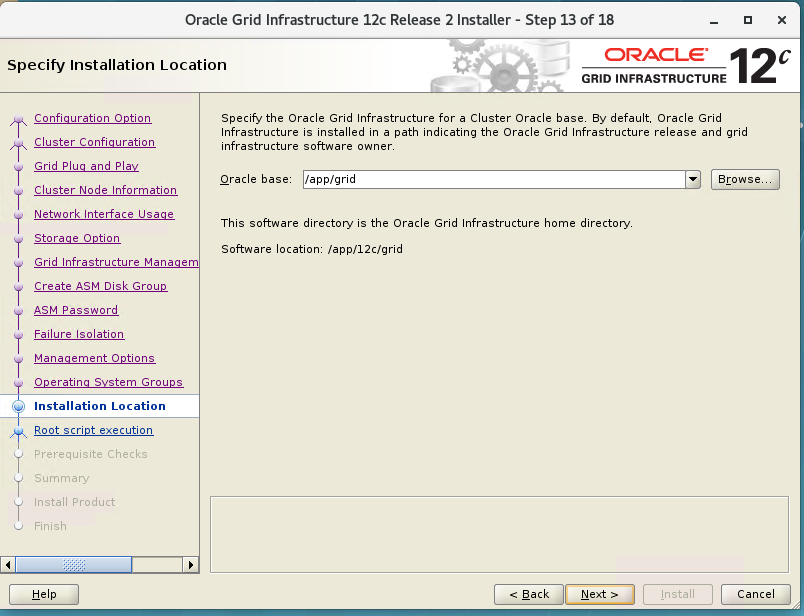 Oracle Grid Infrastructure 12c Release 2 Installer - Step 13 of 18
Specify Installation Location
ORACLE
GRID INFRASTRUCTURE
12c
Configuration Option
Cluster Configuration
Grid Plug and Play
Cluster Node Information
Network Interface Usage
Storage Option
Grid Infrastructure Managem
Create ASM Disk Group
ASM Password
Failure Isolation
Management Options
Operating System Groups
Installation Location
Root script execution
Prerequisite Checks
Summary
Install Product
Finish
Specify the Oracle Grid Infrastructure for a Cluster Oracle base. By default, Oracle Grid
Infrastructure is installed in a path indicating the Oracle Grid Infrastructure release and grid
infrastructure software owner.
Oracle base: /app/grid Browse...
This software directory is the Oracle Grid Infrastructure home directory.
Software location: /app/12c/grid
Help < Back Next > Install Cancel